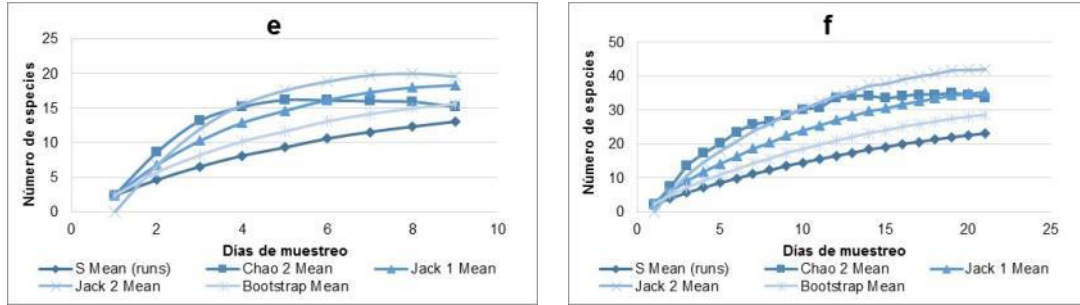 e
Número de especies
25
20
15
10
5
0
0 2 4 6 8 10
Días de muestreo
S Mean (runs) Chao 2 Mean Jack 1 Mean
Jack 2 Mean Bootstrap Mean
f
Número de especies
50
40
30
20
10
0
0 5 10 15 20 25
Días de muestreo
S Mean (runs) Chao 2 Mean Jack 1 Mean
Jack 2 Mean Bootstrap Mean